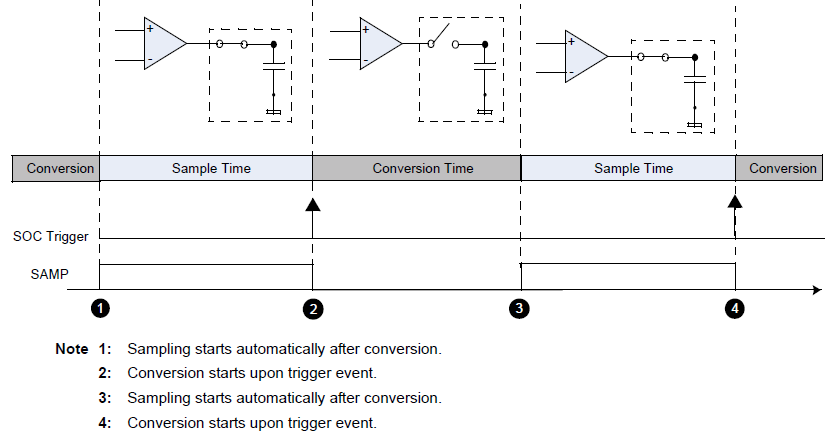 +
-
+
-
+
-
Conversion Sample Time Conversion Time Sample Time Conversion
SOC Trigger
SAMP
1 2 3 4
Note 1: Sampling starts automatically after conversion.
2: Conversion starts upon trigger event.
3: Sampling starts automatically after conversion.
4: Conversion starts upon trigger event.